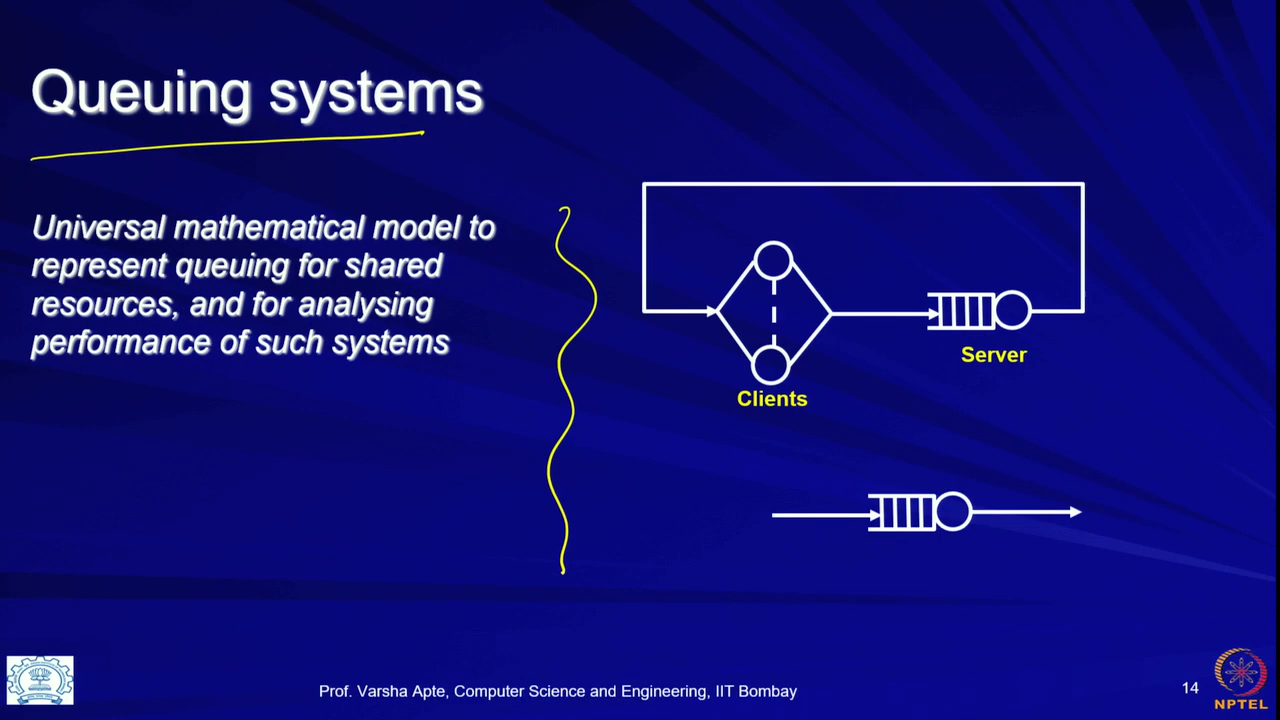 Queuing systems
Universal mathematical model to
represent queuing for shared
resources, and for analysing
performance of such systems
Server
Clients
Prof. Varsha Apte, Computer Science and Engineering, IIT Bombay
14
NPTEL